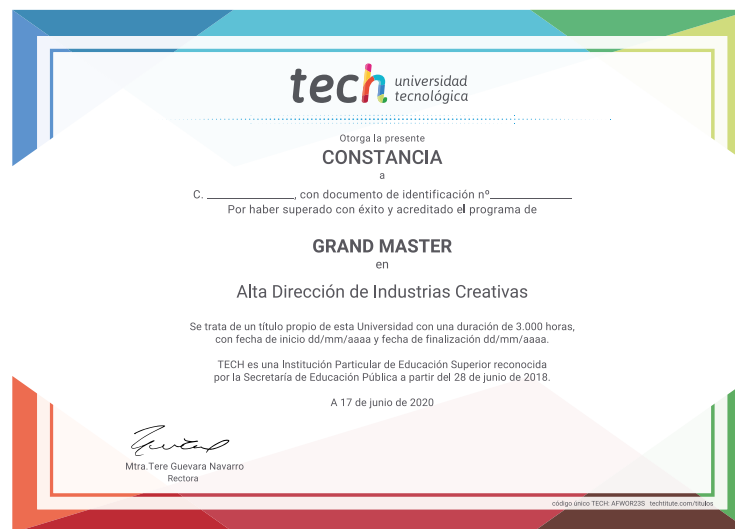 tech universidad
tecnológica
Otorga la presente
CONSTANCIA
a
C. ______________, con documento de identificación nº_____________
Por haber superado con éxito y acreditado el programa de
GRAND MASTER
en
Alta Dirección de Industrias Creativas
Se trata de un título propio de esta Universidad con una duración de 3.000 horas,
con fecha de inicio dd/mm/aaaa y fecha de finalización dd/mm/aaaa.
TECH es una Institución Particular de Educación Superior reconocida
por la Secretaría de Educación Pública a partir del 28 de junio de 2018.
A 17 de junio de 2020
Mtra.Tere Guevara Navarro
Rectora
código único TECH: AFWOR23S techtitute.com/títulos